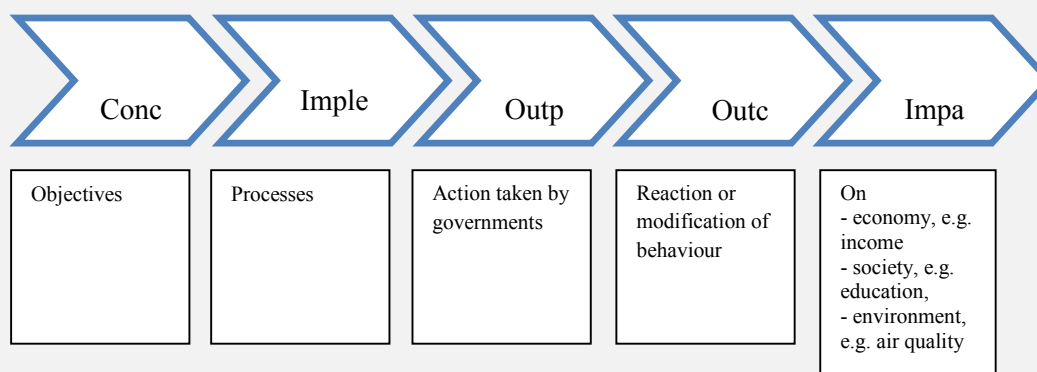 Conc
Imple
Outp
Outc
Impa
Objectives
Processes
Action taken by
governments
Reaction or
modification of
behaviour
On
- economy, e.g.
income
- society, e.g.
education,
- environment,
e.g. air quality